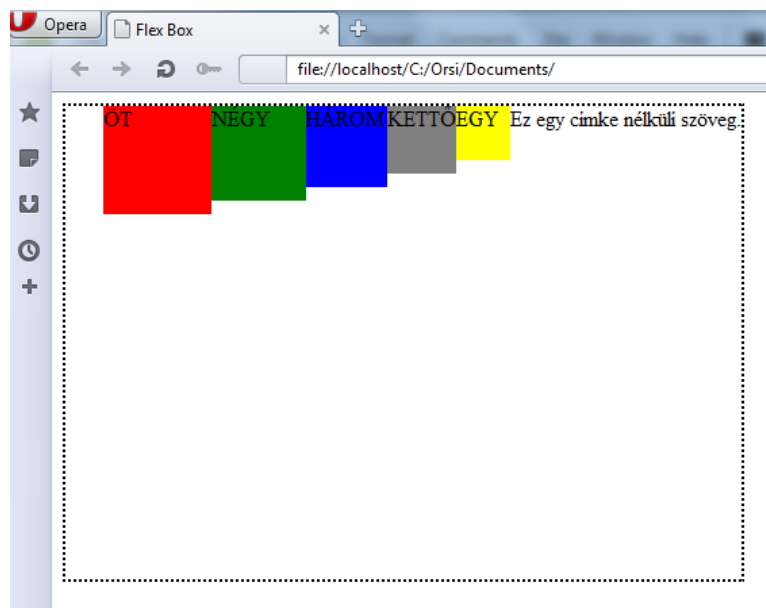 Opera
Flex Box
file://localhost/C:/Orsi/Documents/
ÖT NÉGY HÁROM KETTŐ EGY Ez egy címke nélküli szöveg.